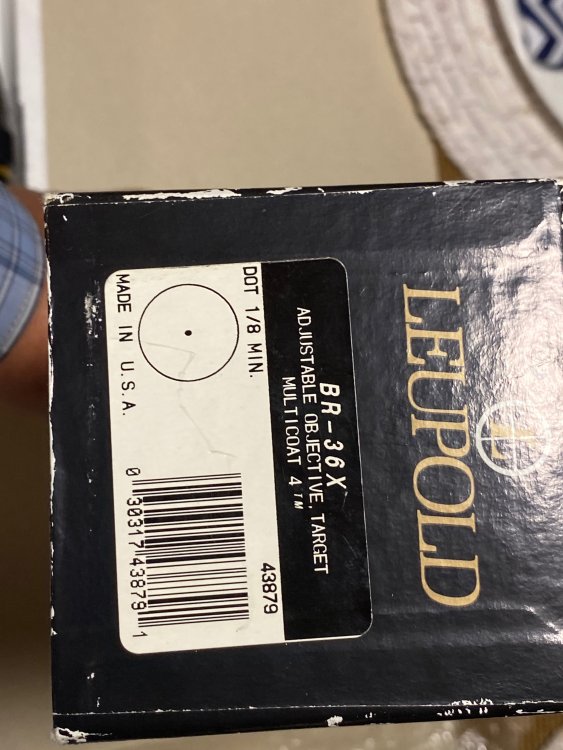 LEUPOLD
BR-36X
ADJUSTABLE OBJECTIVE, TARGET
MULTICOAT 4™
43879
DOT 1/8 MIN.
MADE IN U.S.A.
0 30317 43879 1